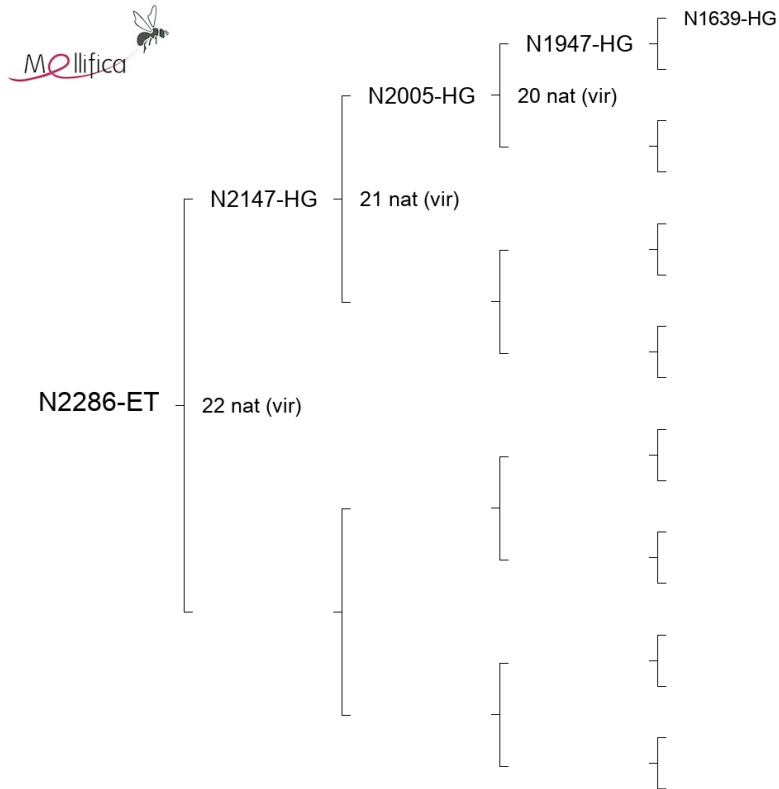 Mellifica
N1639-HG
N1947-HG
N2005-HG
20 nat (vir)
N2147-HG
21 nat (vir)
N2286-ET
22 nat (vir)